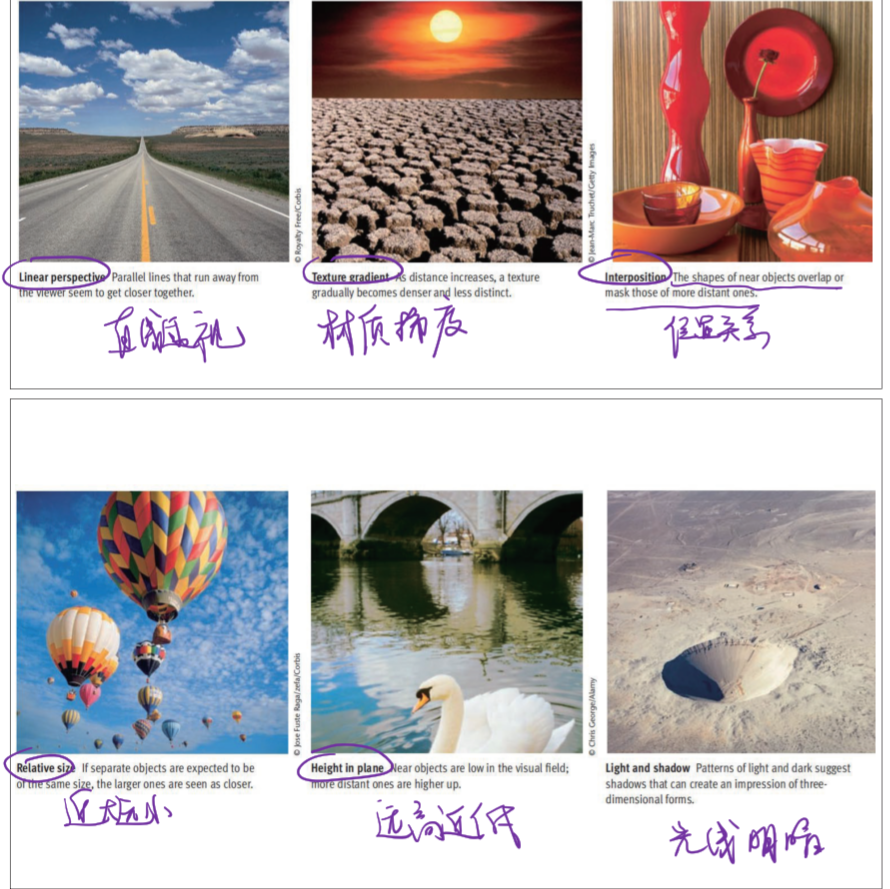 © Royalty Free/Corbis
© Jean-Marc Truchet/Getty Images
Linear perspective Parallel lines that run away from
the viewer seem to get closer together.
Texture gradient As distance increases, a texture
gradually becomes denser and less distinct.
Interposition The shapes of near objects overlap or
mask those of more distant ones.
直线透视
材质梯度
位置关系
© Jose Fuste Raga/zefa/Corbis
© Chris George/Alamy
Relative size If separate objects are expected to be
of the same size, the larger ones are seen as closer.
Height in plane Near objects are low in the visual field;
more distant ones are higher up.
Light and shadow Patterns of light and dark suggest
shadows that can create an impression of three-
dimensional forms.
近大远小
远高近低
光线明暗